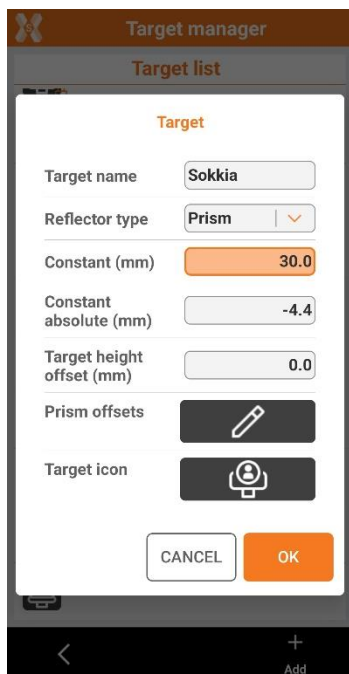 Target manager
Target list
Target
Target name Sokkia
Reflector type Prism
Constant (mm) 30.0
Constant
absolute (mm) -4.4
Target height
offset (mm) 0.0
Prism offsets
Target icon
CANCEL OK
Add